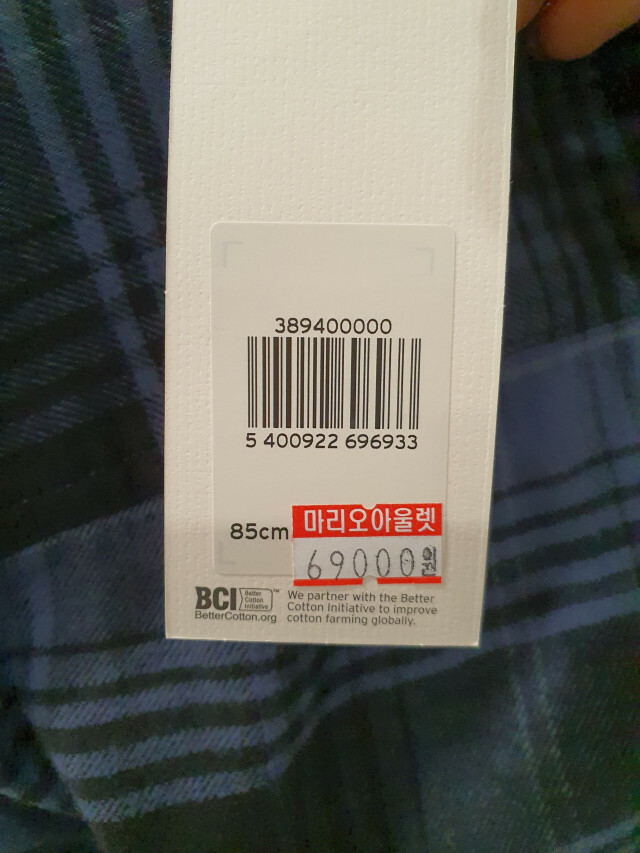 389400000
5 400922 696933
85cm
마리오아울렛
69000원
BCI Better Cotton Initiative™
BetterCotton.org
We partner with the Better
Cotton Initiative to improve
cotton farming globally.